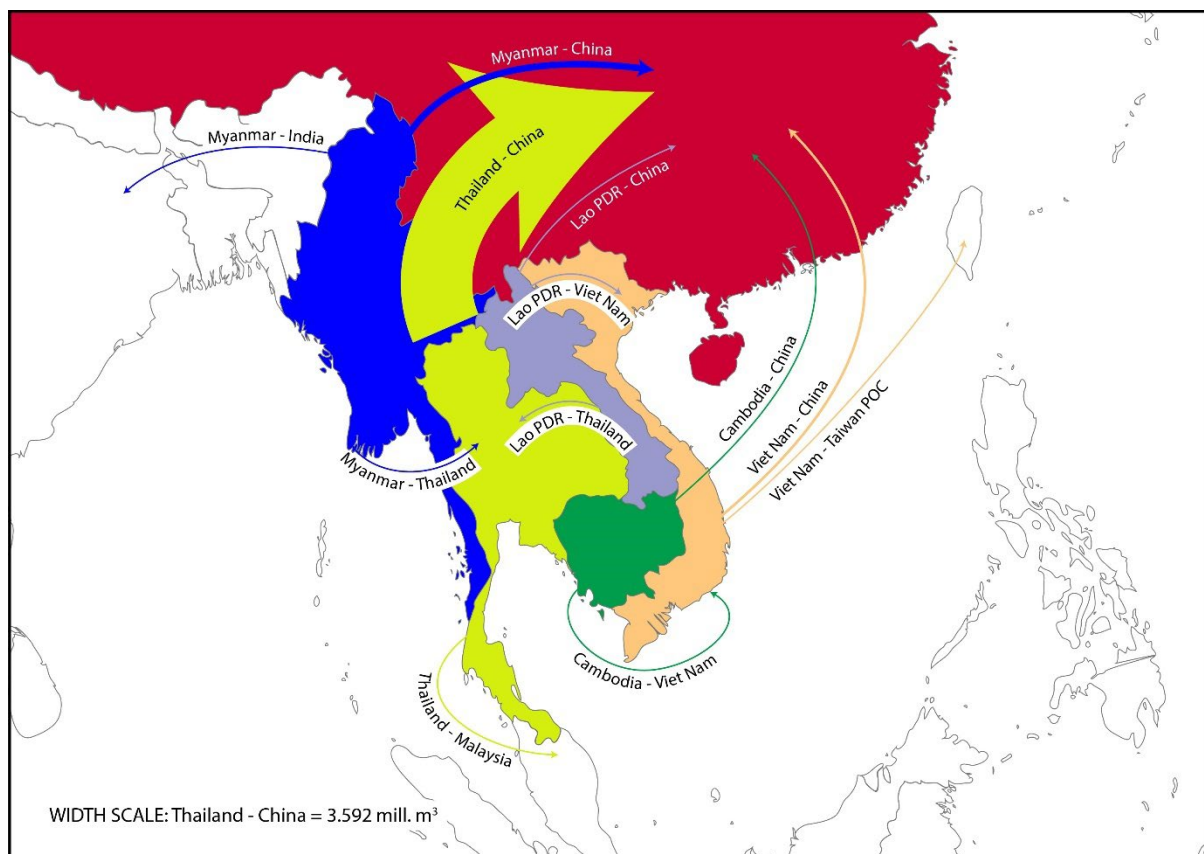 Myanmar - China
Myanmar - India
Thailand - China
Lao PDR - China
Lao PDR - Viet Nam
Cambodia - China
Viet Nam - China
Viet Nam - Taiwan POC
Lao PDR - Thailand
Myanmar - Thailand
Cambodia - Viet Nam
Thailand - Malaysia
WIDTH SCALE: Thailand - China = 3.592 mill. m³